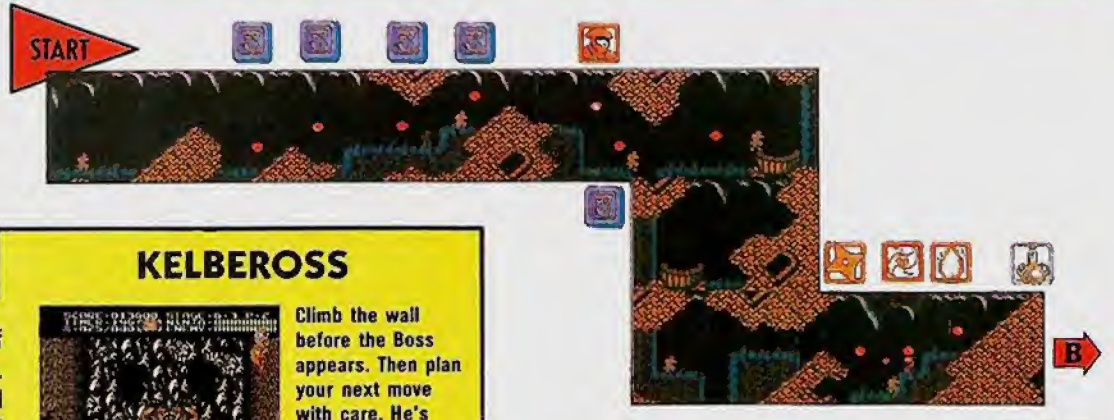 START
KELBEROSS
Climb the wall
before the Boss
appears. Then plan
your next move
with care. He's
B